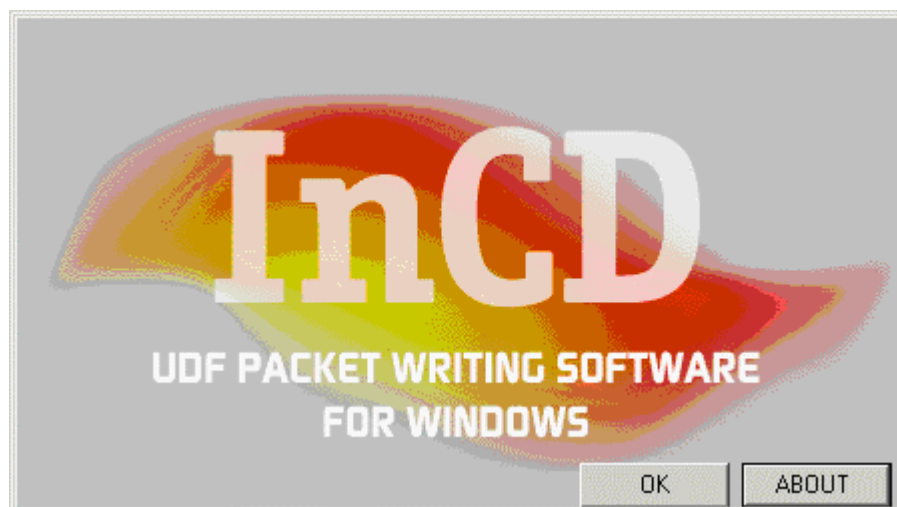 InCD
UDF PACKET WRITING SOFTWARE
FOR WINDOWS
OK ABOUT